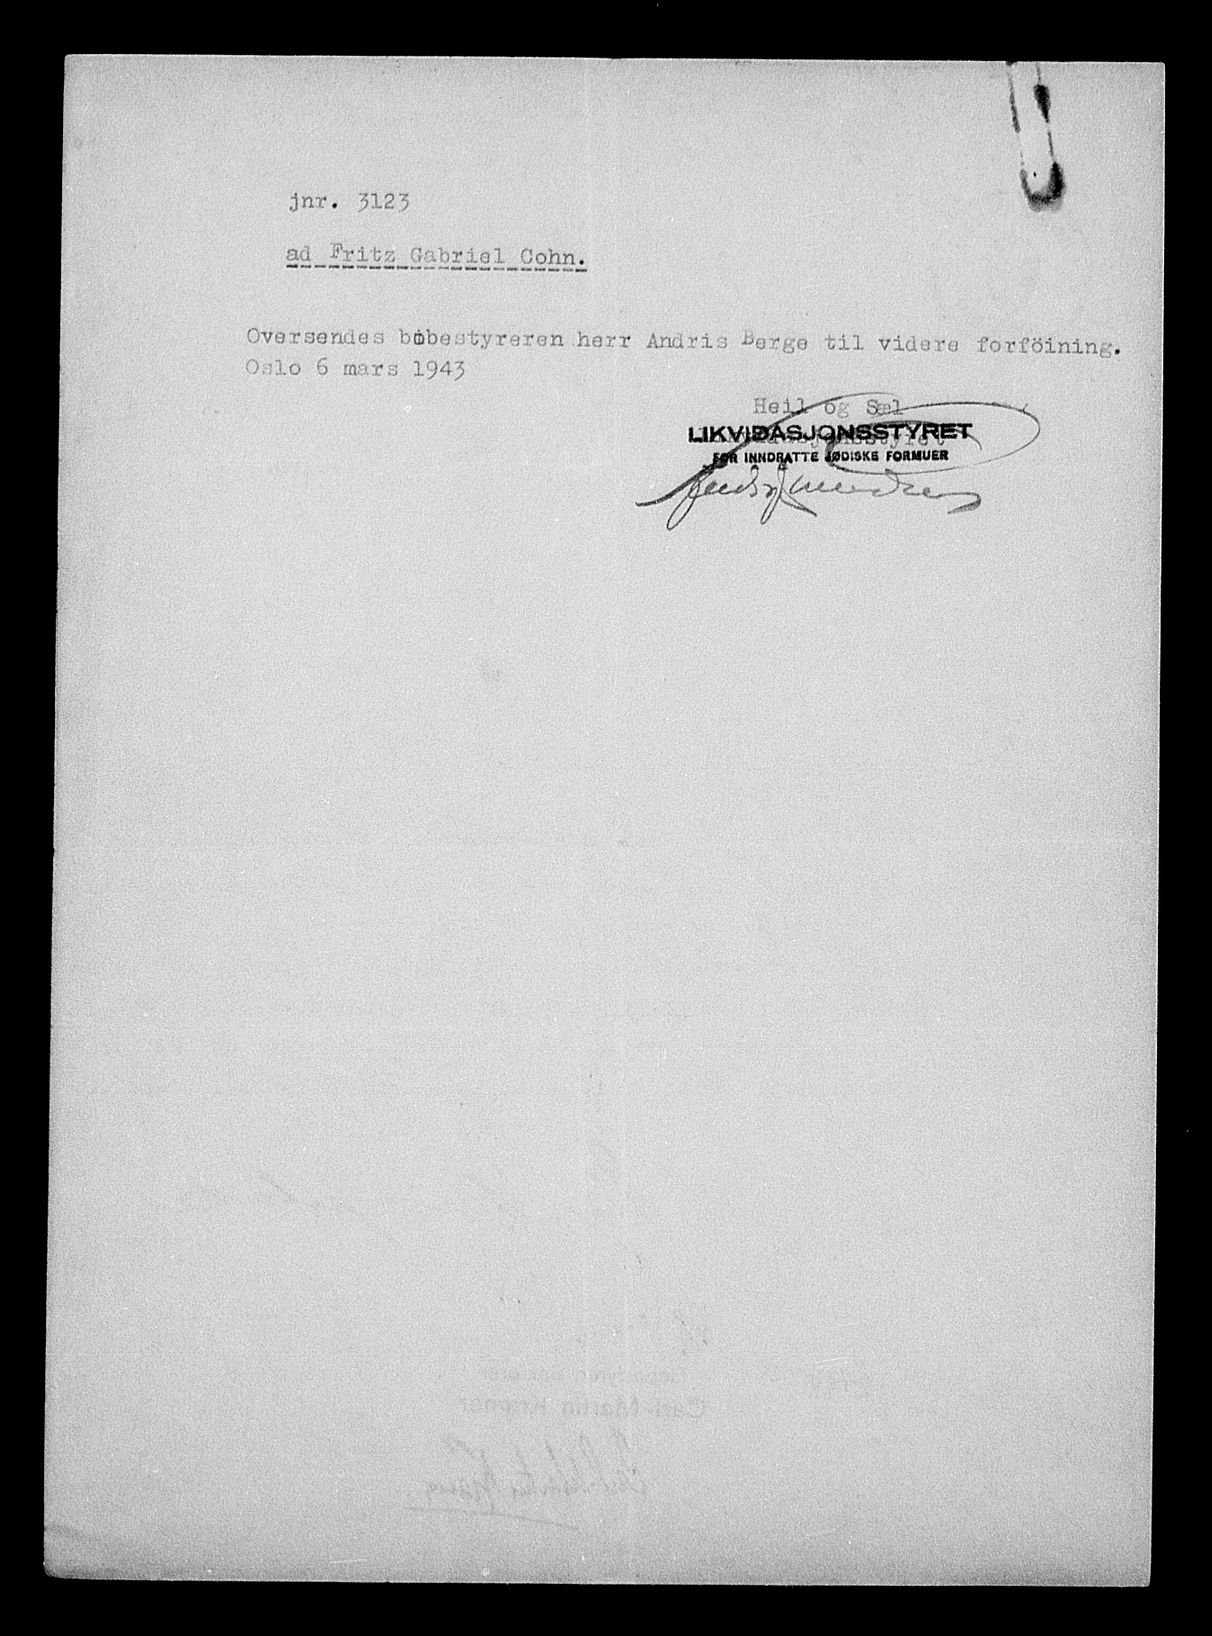 jnr. 3123
ad Fritz Gabriel Cohn.
Oversendes bobestyreren herr Andris Berge til videre forföining.
Oslo 6 mars 1943
Heil og Sæl
Likvidasjonsstyret
LIKVIDASJONSSTYRET
FOR INNDRATTE JØDISKE FORMUER